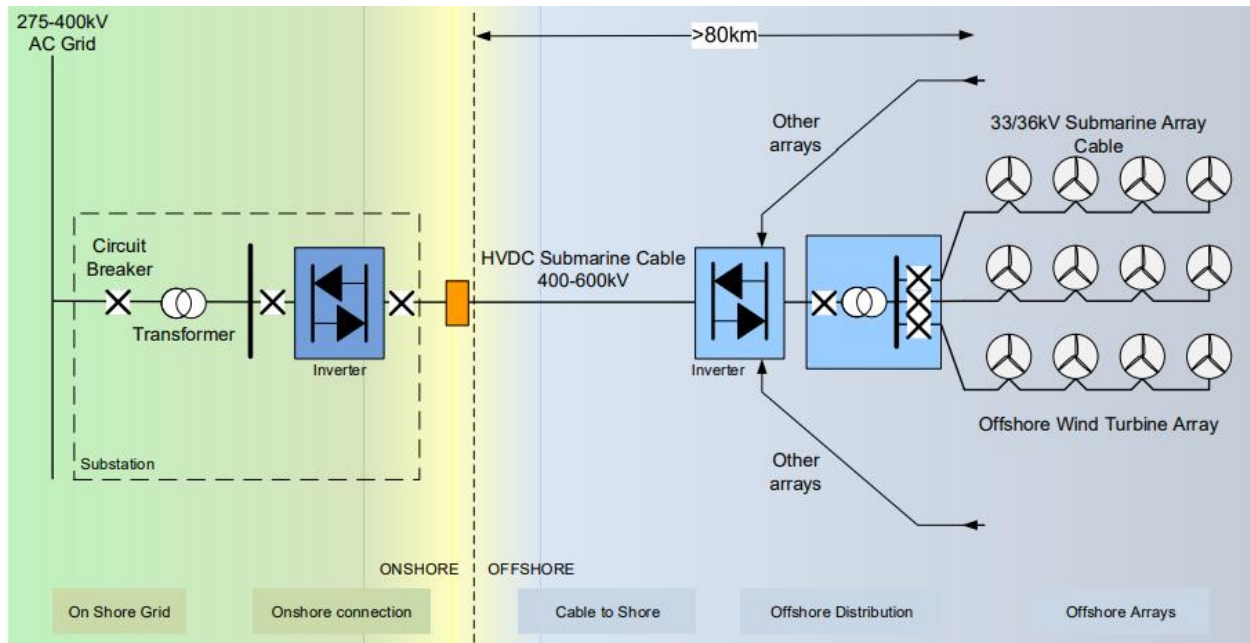 275-400kV
AC Grid
>80km
Other
arrays
33/36kV Submarine Array
Cable
Circuit
Breaker
Transformer
Inverter
HVDC Submarine Cable
400-600kV
Inverter
Offshore Wind Turbine Array
Substation
Other
arrays
ONSHORE
OFFSHORE
On Shore Grid
Onshore connection
Cable to Shore
Offshore Distribution
Offshore Arrays